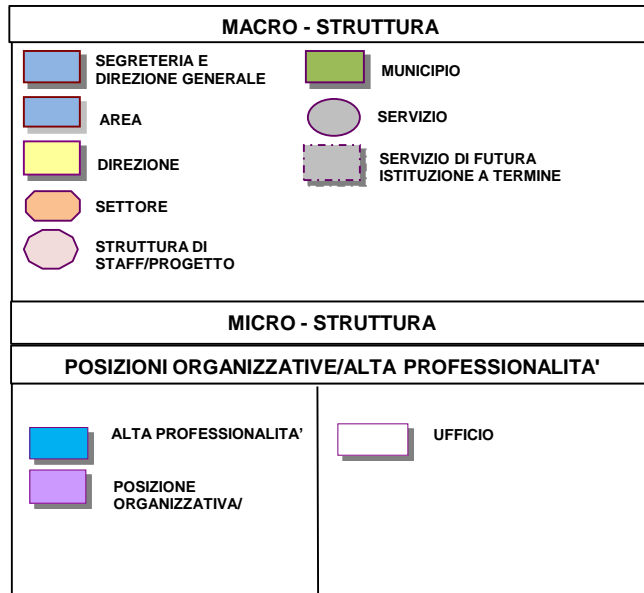 MACRO - STRUTTURA
SEGRETERIA E
DIREZIONE GENERALE
AREA
DIREZIONE
SETTORE
STRUTTURA DI
STAFF/PROGETTO
MUNICIPIO
SERVIZIO
SERVIZIO DI FUTURA
ISTITUZIONE A TERMINE
MICRO - STRUTTURA
POSIZIONI ORGANIZZATIVE/ALTA PROFESSIONALITA'
ALTA PROFESSIONALITA’
POSIZIONE
ORGANIZZATIVA/
UFFICIO